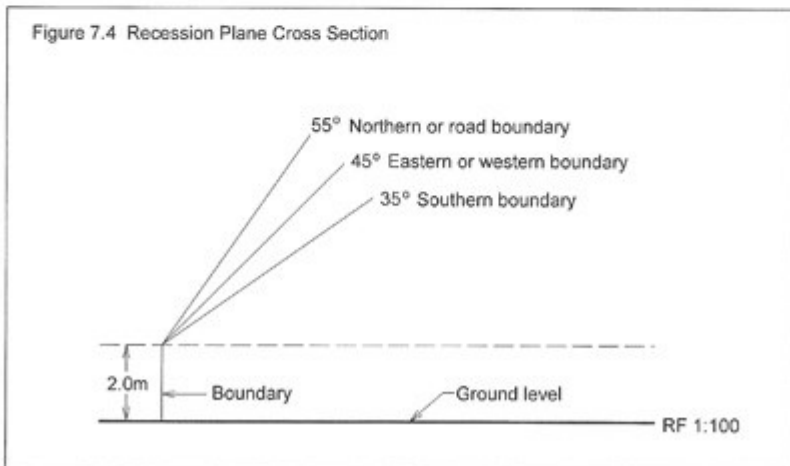 Figure 7.4 Recession Plane Cross Section
55° Northern or road boundary
45° Eastern or western boundary
35° Southern boundary
2.0m
Boundary
Ground level
RF 1:100